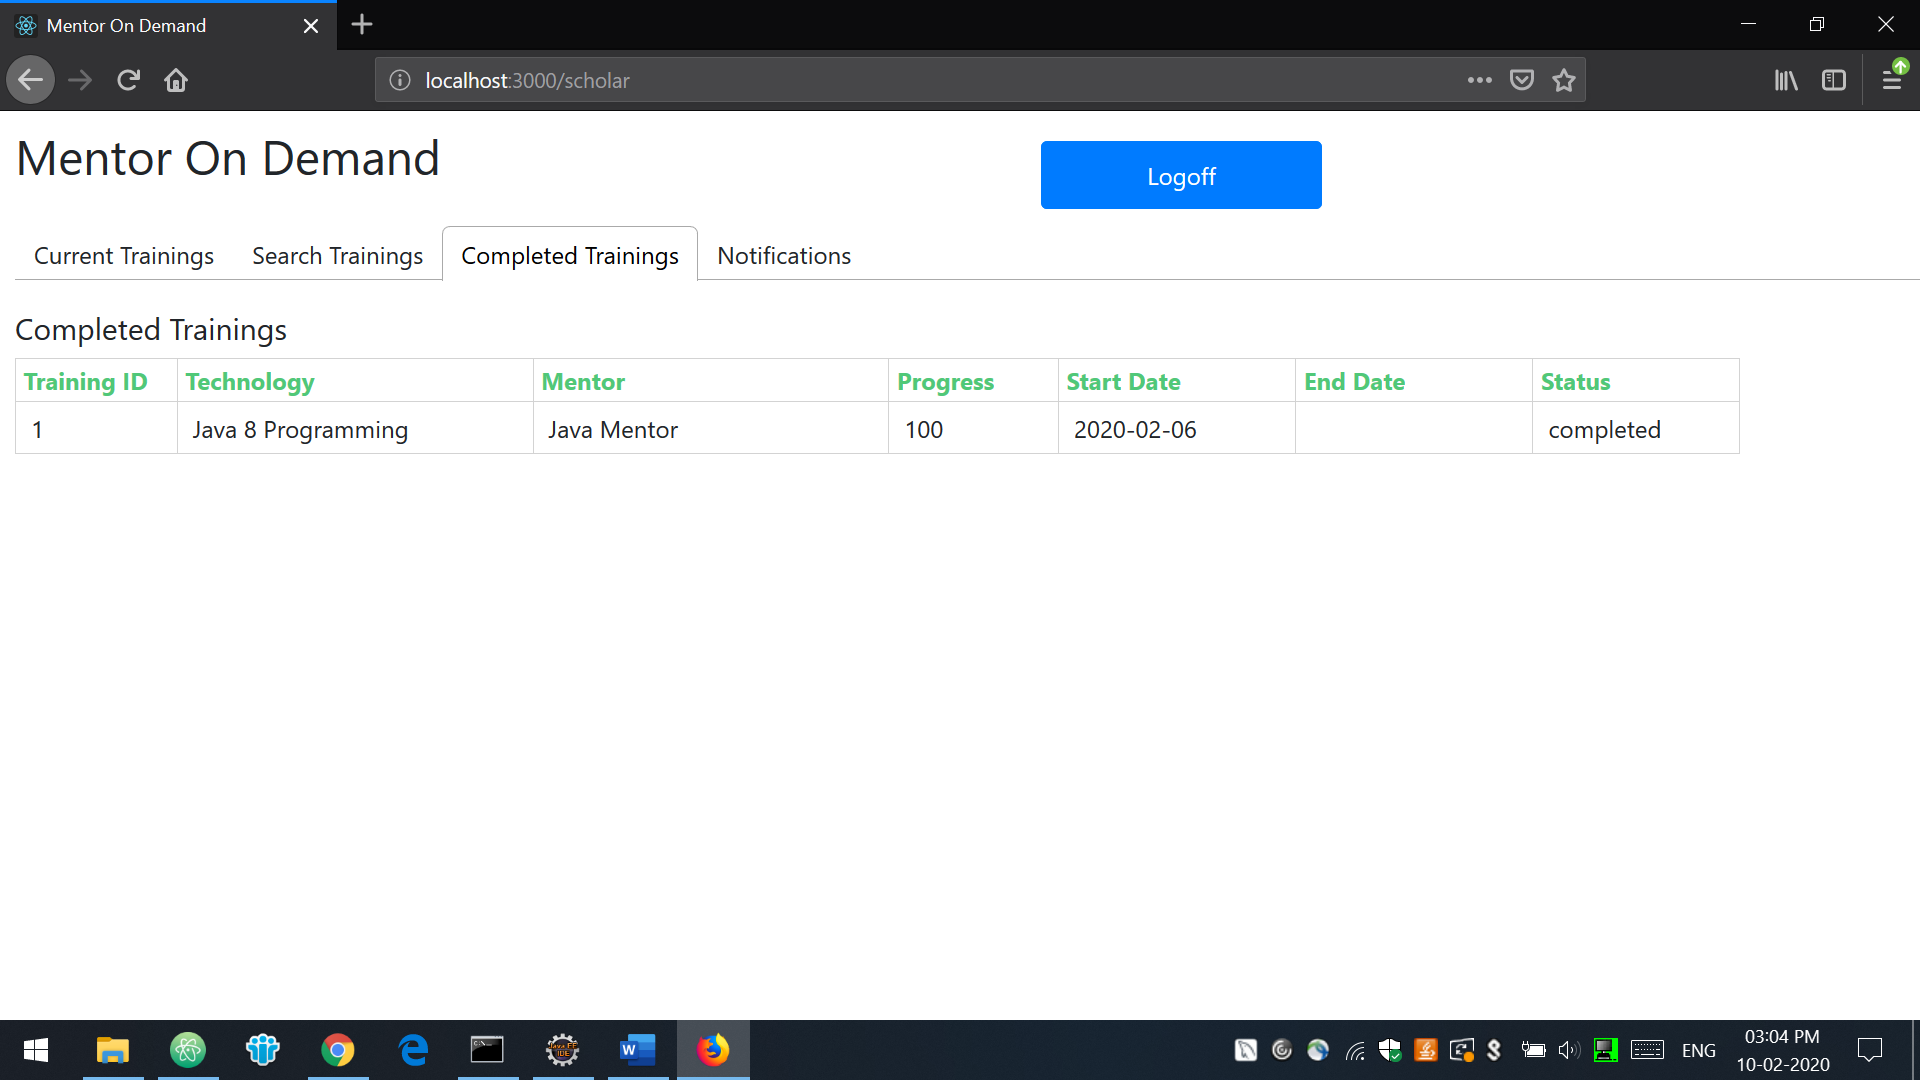 Mentor On Demand
localhost:3000/scholar
Mentor On Demand
Logoff
Current Trainings Search Trainings Completed Trainings Notifications
Completed Trainings
Training ID Technology Mentor Progress Start Date End Date Status
1 Java 8 Programming Java Mentor 100 2020-02-06 completed
ENG
03:04 PM
10-02-2020